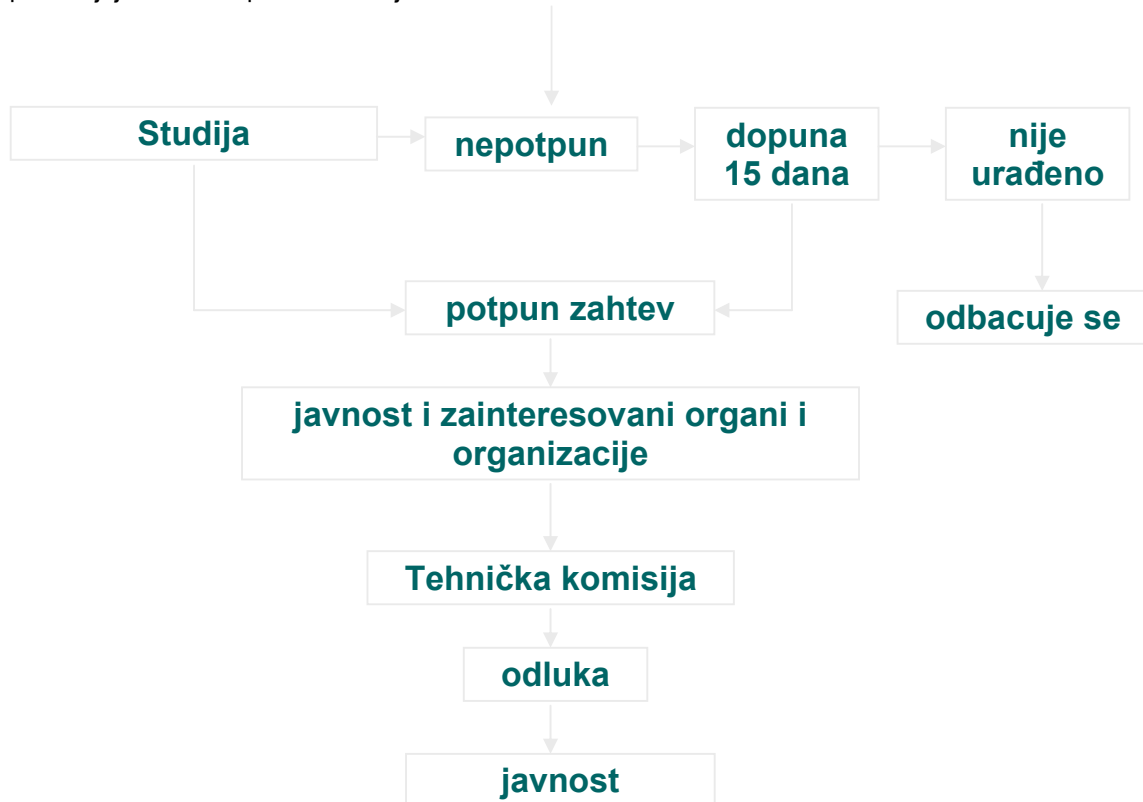 Studija
nepotpun
dopuna
15 dana
nije
urađeno
potpun zahtev
odbacuje se
javnost i zainteresovani organi i
organizacije
Tehnička komisija
odluka
javnost